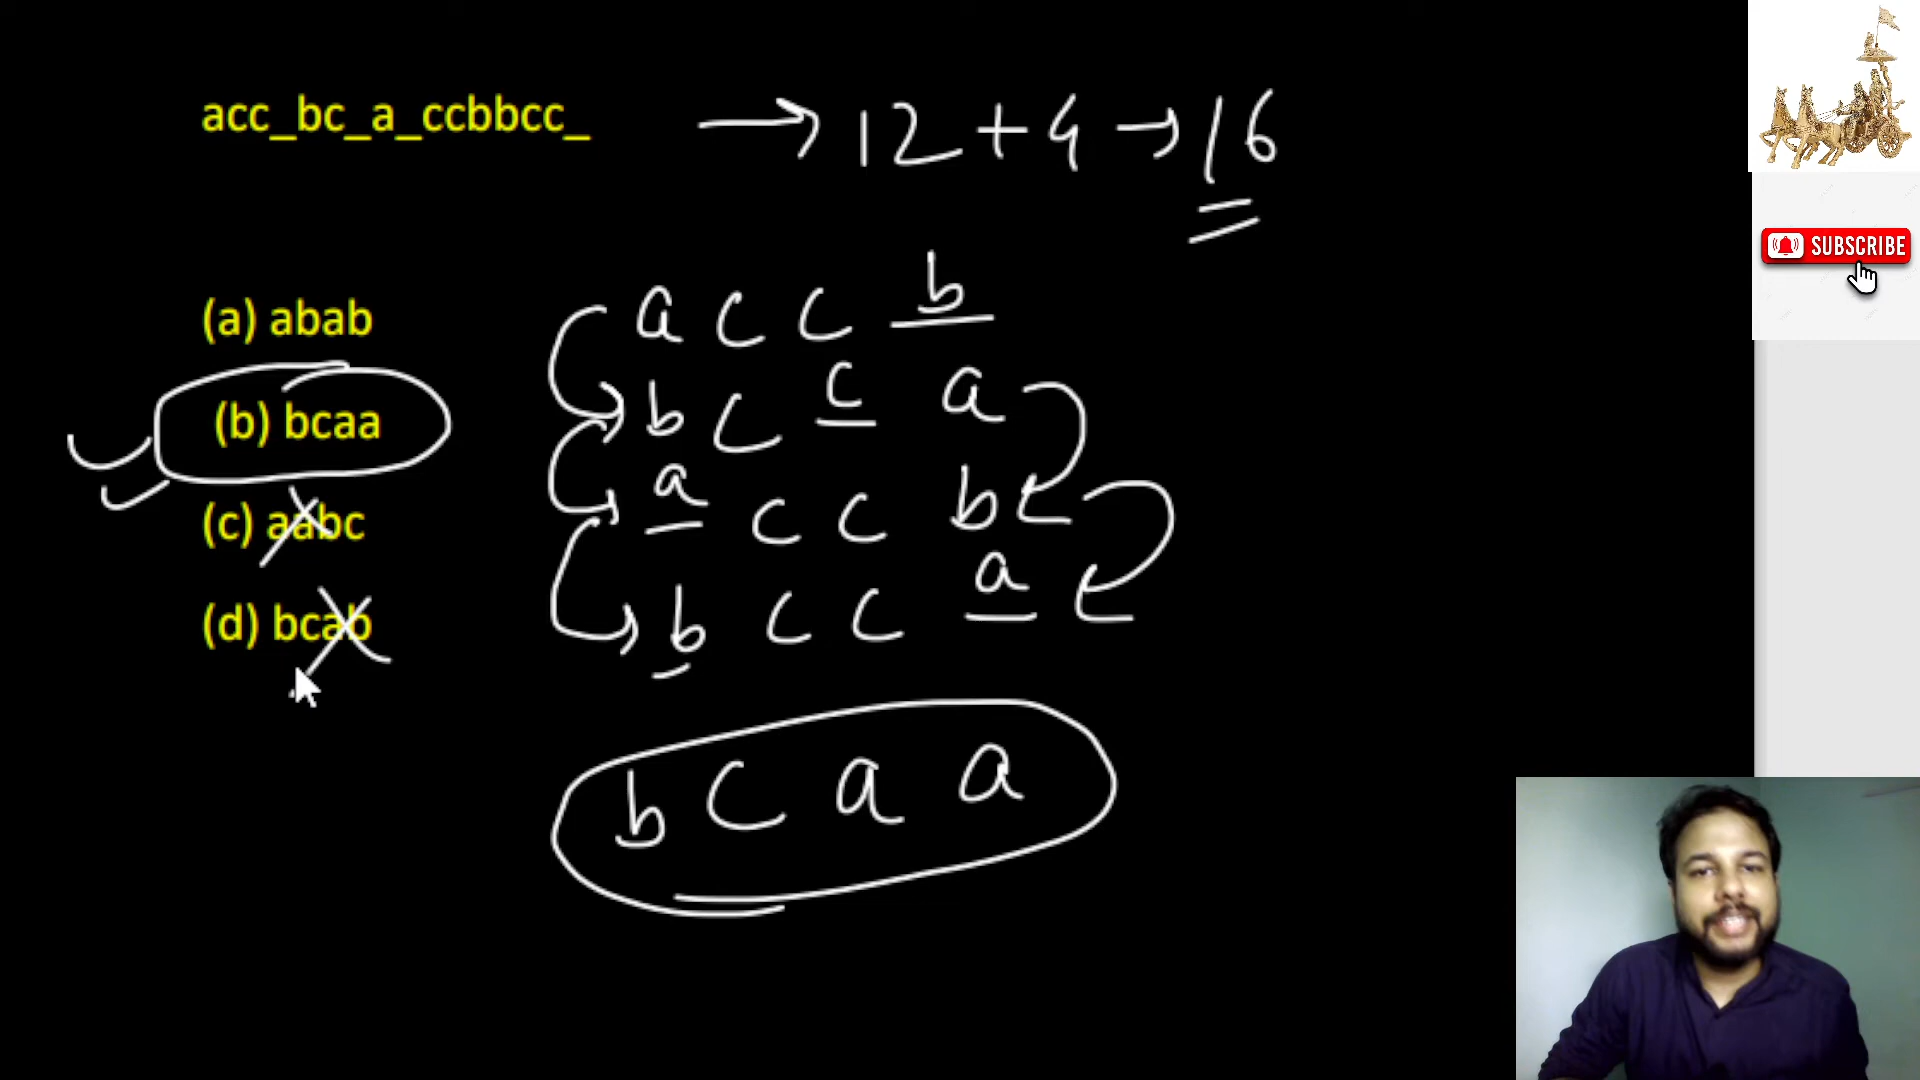 acc_bc_a_ccbbcc_ → 12 + 4 → 16
SUBSCRIBE
(a) abab
(b) bcaa
(c) aabc
(d) bcab
a c c b
b c c a
a c c b
b c c a
b c a a